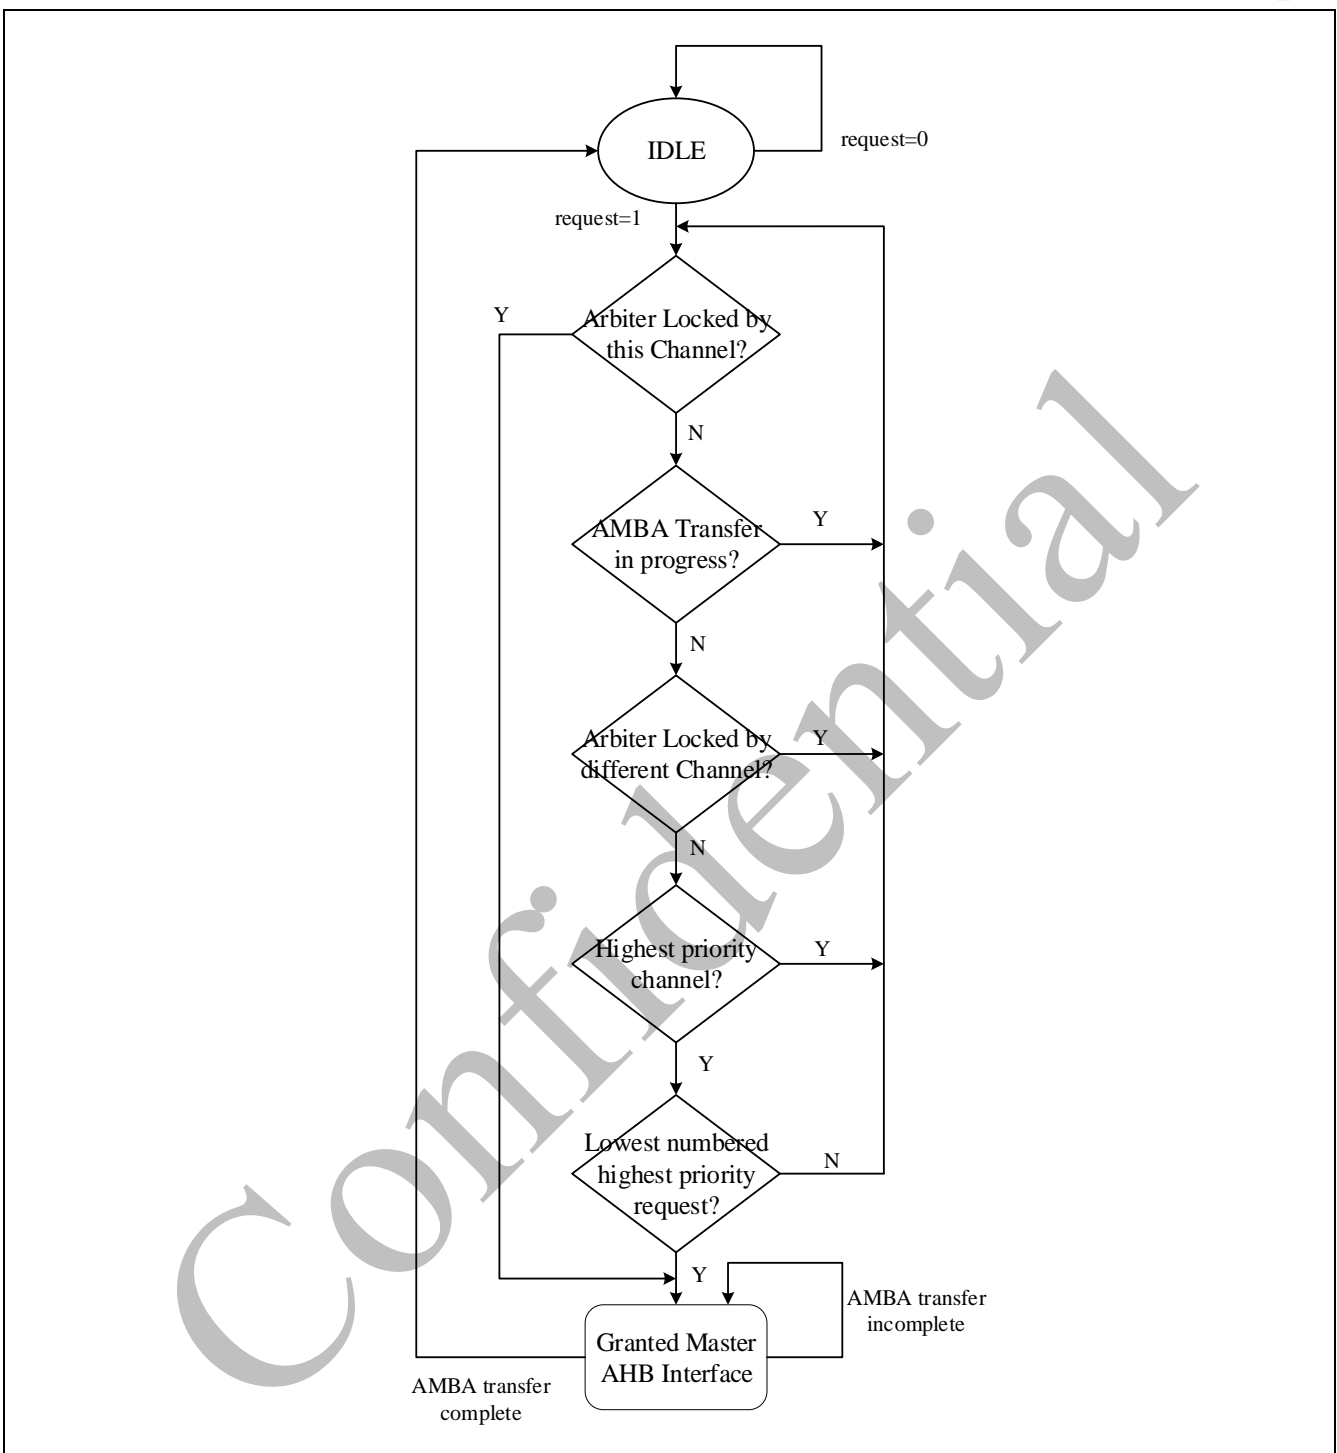 IDLE
request=0
request=1
Y
Arbiter Locked by
this Channel?
N
AMBA Transfer
in progress?
Y
N
Arbiter Locked by
different Channel?
Y
N
Highest priority
channel?
Y
Y
Lowest numbered
highest priority
request?
N
Y
AMBA transfer
incomplete
Granted Master
AHB Interface
AMBA transfer
complete
Confidential